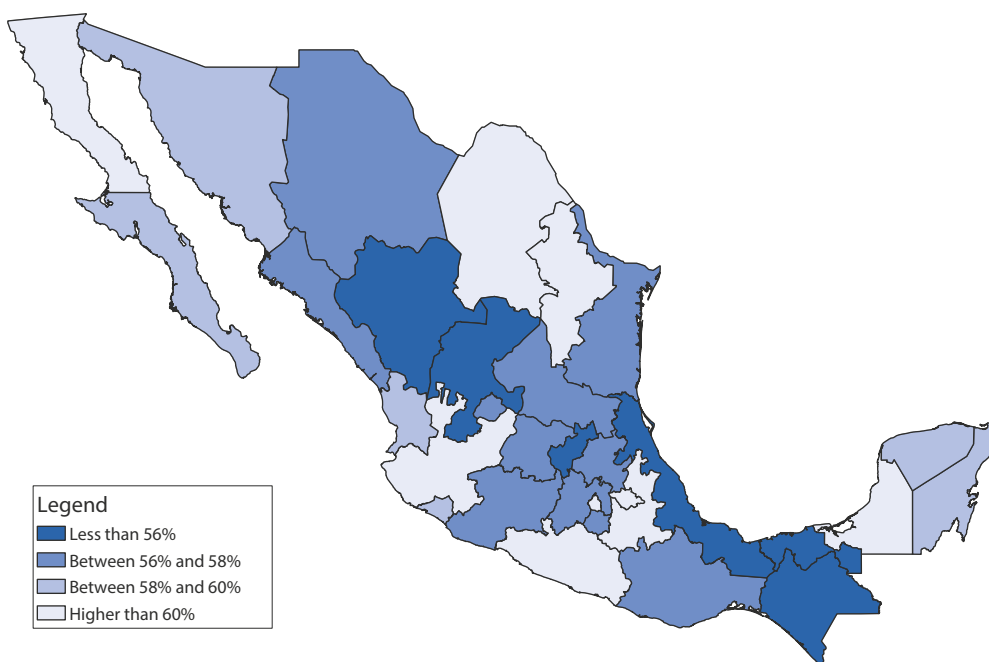 Legend
Less than 56%
Between 56% and 58%
Between 58% and 60%
Higher than 60%